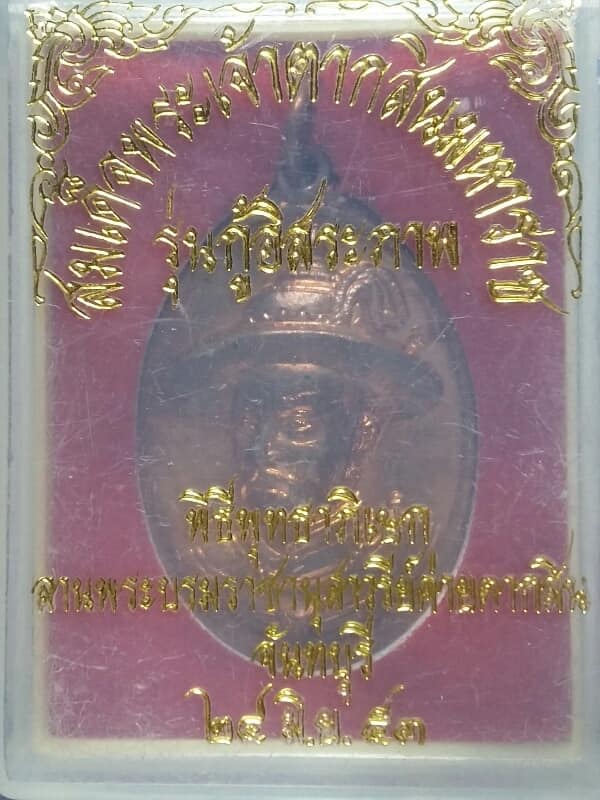 สมเด็จพระเจ้าตากสินมหาราช
รุ่นกู้อิสระภาพ
พิธีพุทธาภิเษก
ลานพระบรมราชานุสาวรีย์ค่ายตากสิน
จันทบุรี
๒๔ มิ.ย. ๕๓